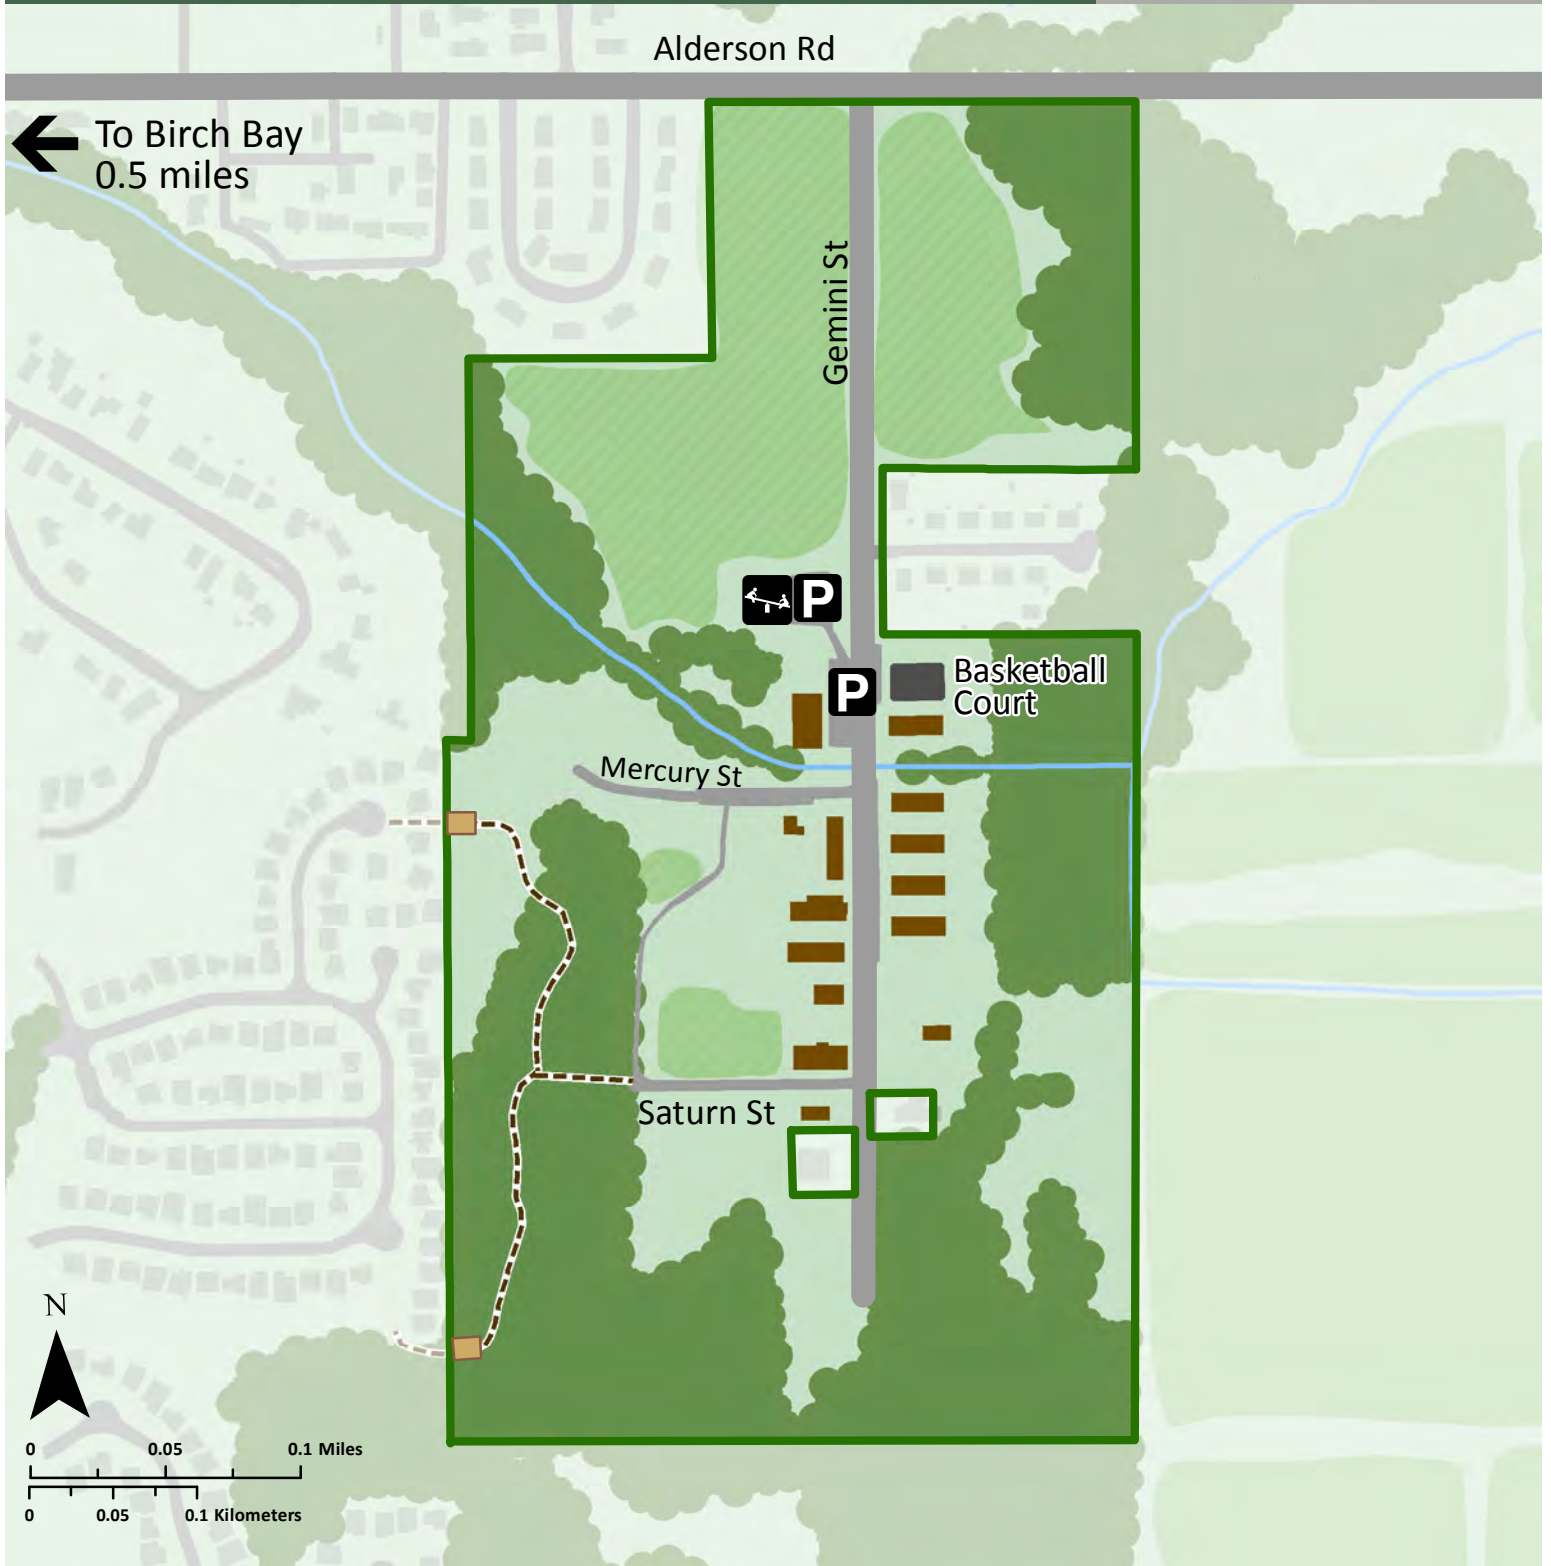 Alderson Rd
To Birch Bay
0.5 miles
Gemini St
P
P
Basketball
Court
Mercury St
Saturn St
N
0 0.05 0.1 Miles
0 0.05 0.1 Kilometers